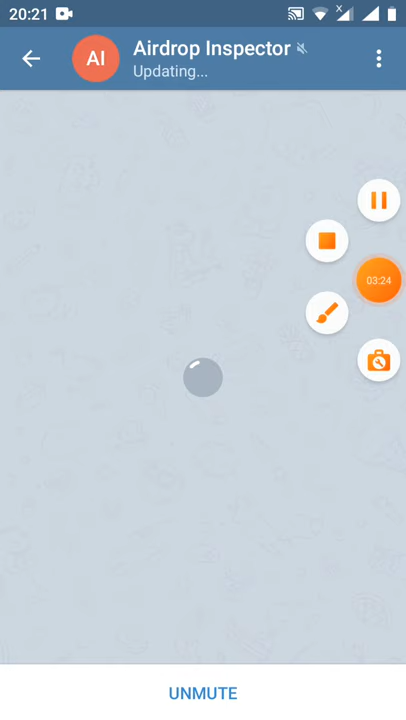 20:21
AI
Airdrop Inspector
Updating...
03:24
UNMUTE